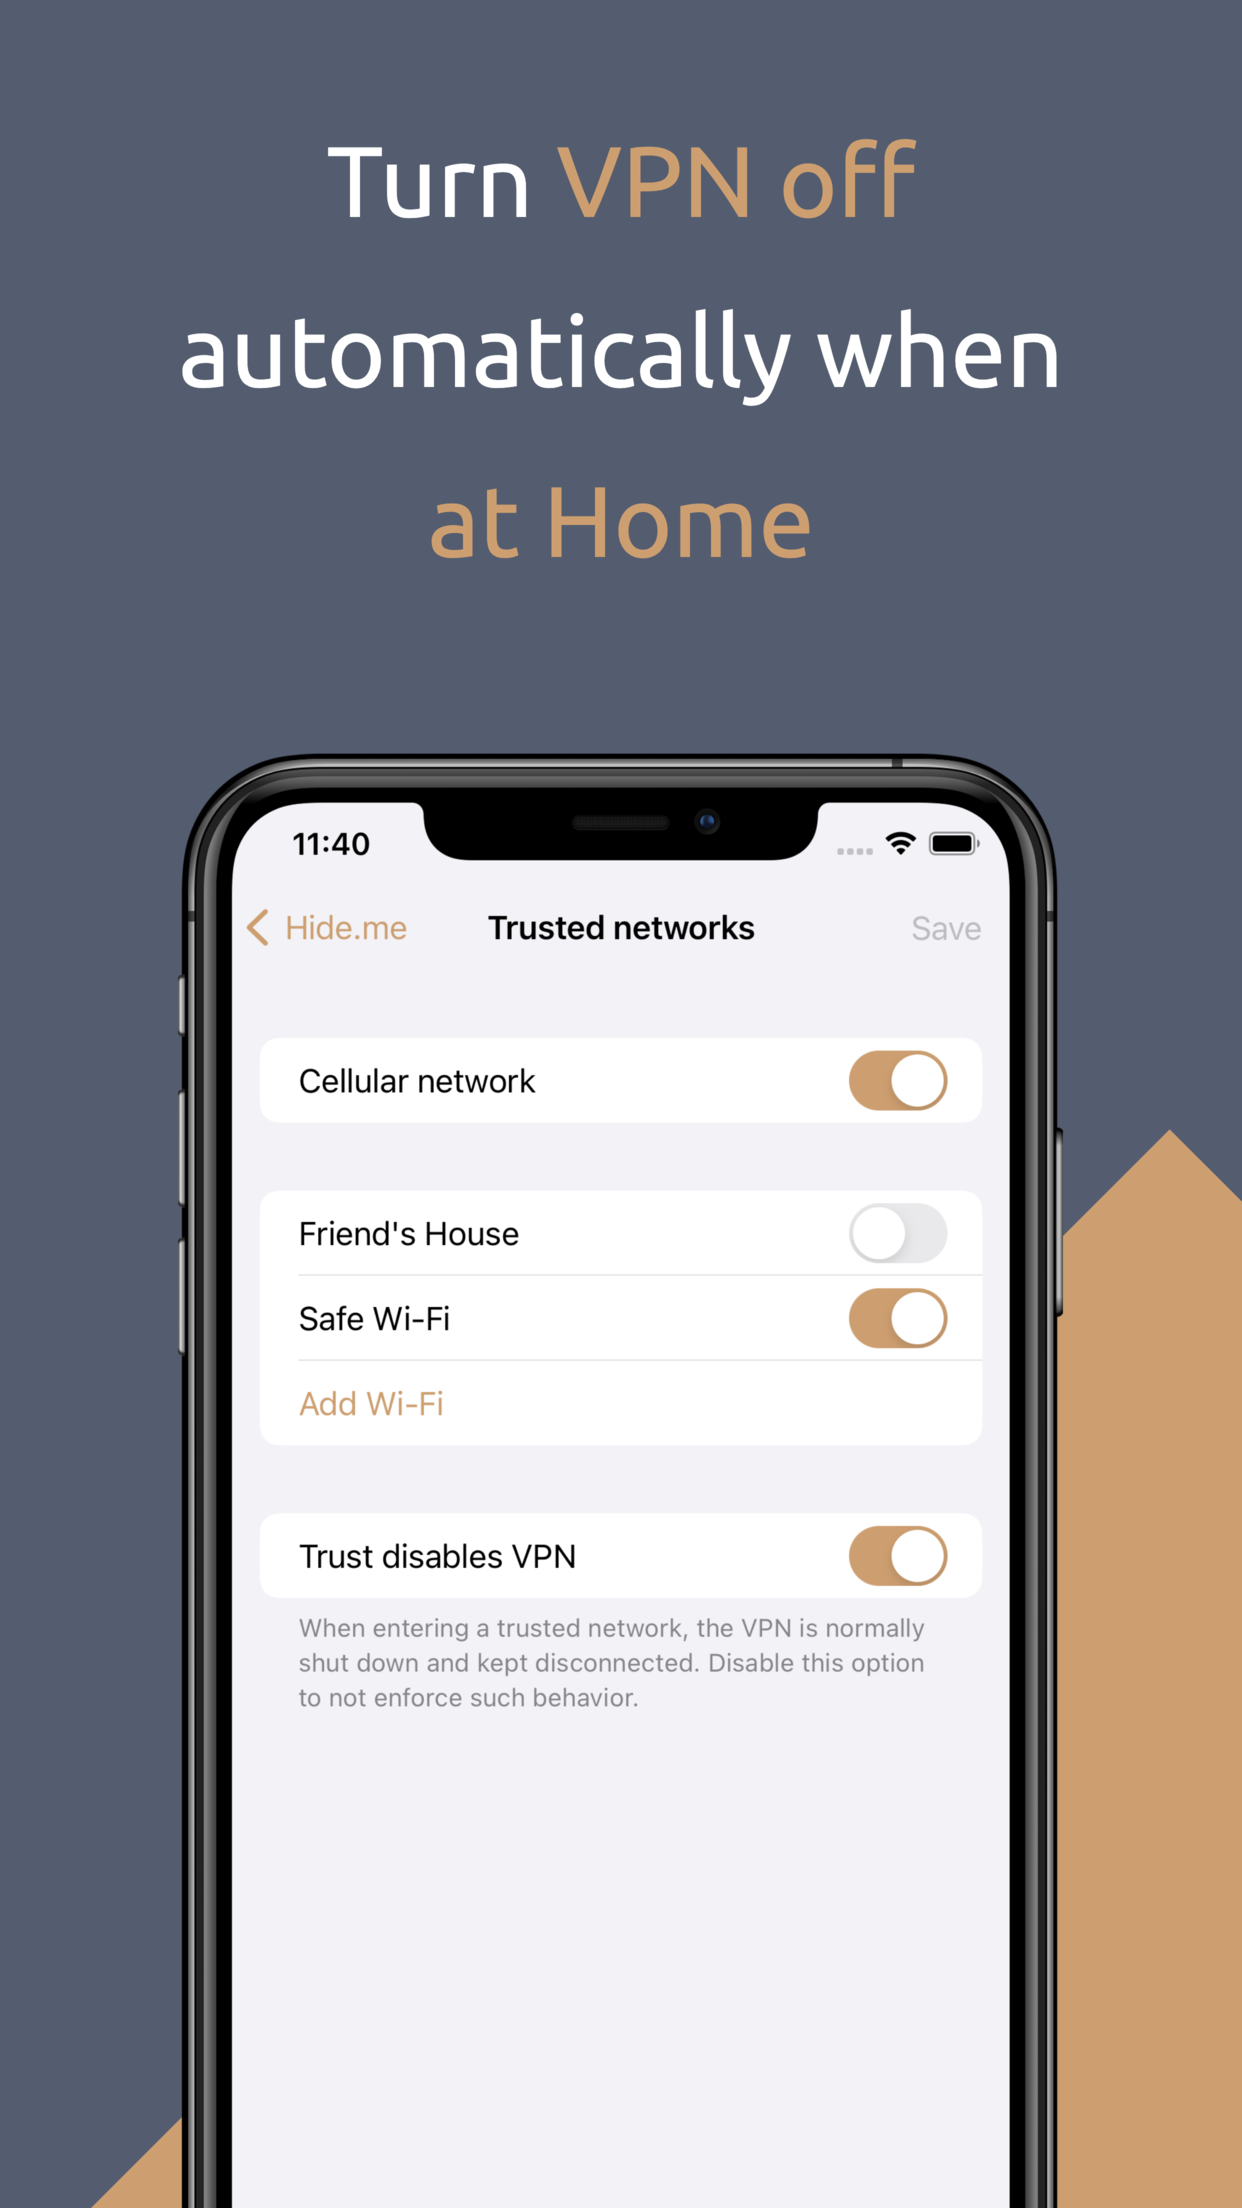 Turn VPN off
automatically when
at Home
11:40
Hide.me
Trusted networks
Save
Cellular network
Friend's House
Safe Wi-Fi
Add Wi-Fi
Trust disables VPN
When entering a trusted network, the VPN is normally
shut down and kept disconnected. Disable this option
to not enforce such behavior.